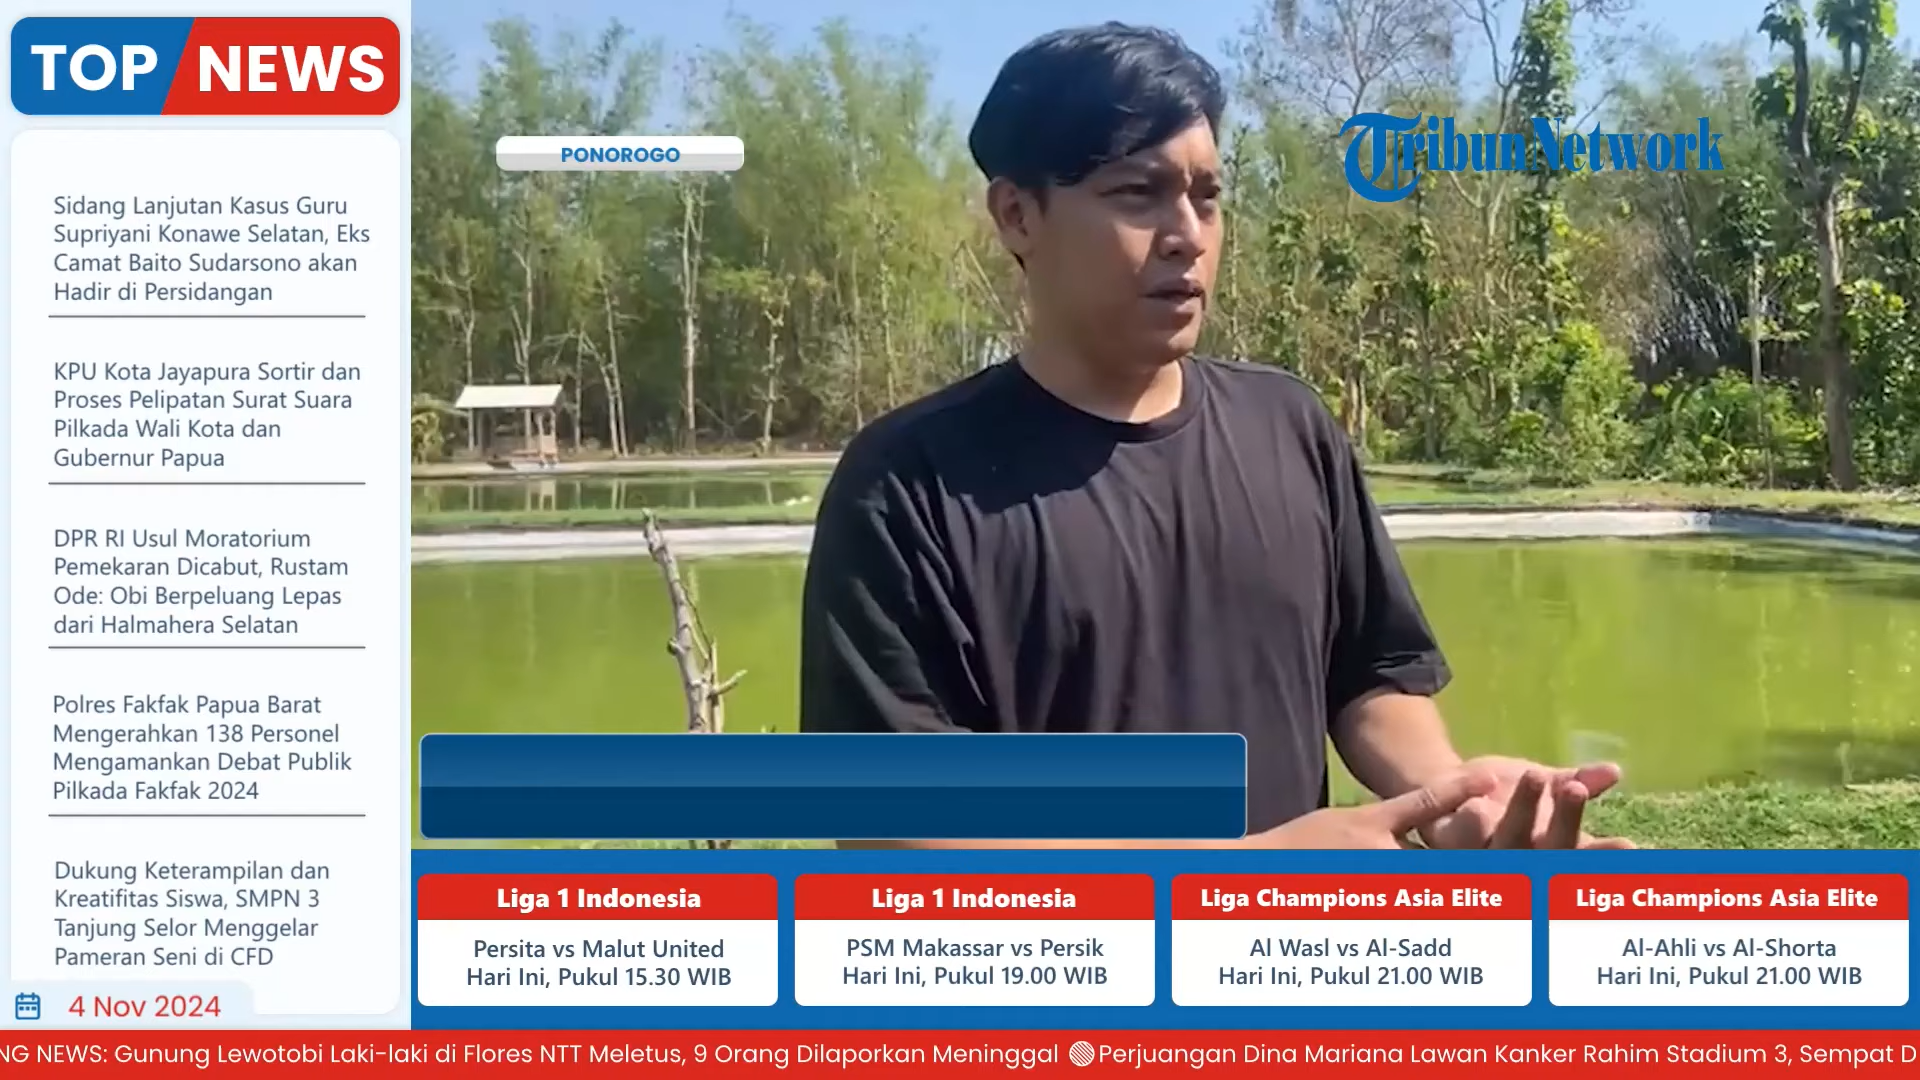 TOP NEWS
Sidang Lanjutan Kasus Guru
Supriyani Konawe Selatan, Eks
Camat Baito Sudarsono akan
Hadir di Persidangan
KPU Kota Jayapura Sortir dan
Proses Pelipatan Surat Suara
Pilkada Wali Kota dan
Gubernur Papua
DPR RI Usul Moratorium
Pemekaran Dicabut, Rustam
Ode: Obi Berpeluang Lepas
dari Halmahera Selatan
Polres Fakfak Papua Barat
Mengerahkan 138 Personel
Mengamankan Debat Publik
Pilkada Fakfak 2024
Dukung Keterampilan dan
Kreatifitas Siswa, SMPN 3
Tanjung Selor Menggelar
Pameran Seni di CFD
4 Nov 2024
PONOROGO
TribunNetwork
Liga 1 Indonesia
Persita vs Malut United
Hari Ini, Pukul 15.30 WIB
Liga 1 Indonesia
PSM Makassar vs Persik
Hari Ini, Pukul 19.00 WIB
Liga Champions Asia Elite
Al Wasl vs Al-Sadd
Hari Ini, Pukul 21.00 WIB
Liga Champions Asia Elite
Al-Ahli vs Al-Shorta
Hari Ini, Pukul 21.00 WIB
NG NEWS: Gunung Lewotobi Laki-laki di Flores NTT Meletus, 9 Orang Dilaporkan Meninggal Perjuangan Dina Mariana Lawan Kanker Rahim Stadium 3, Sempat D